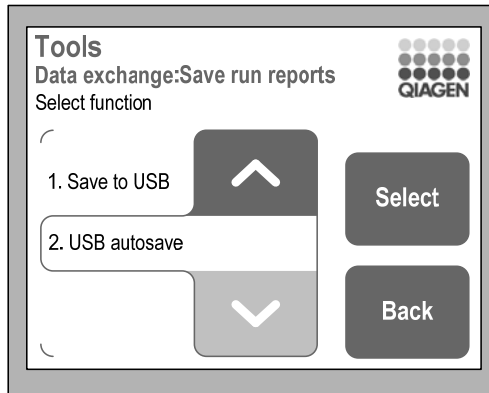 Tools
Data exchange:Save run reports
Select function
QIAGEN
1. Save to USB
2. USB autosave
Select
Back